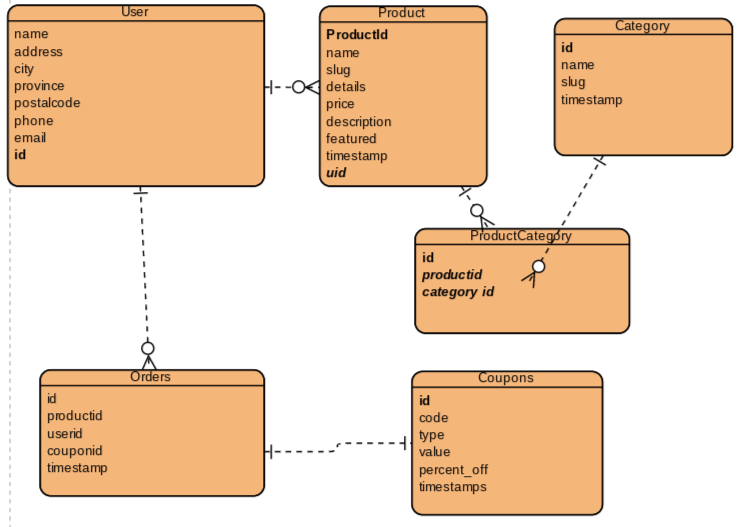 User
name
address
city
province
postalcode
phone
email
id
Product
ProductId
name
slug
details
price
description
featured
timestamp
uid
Category
id
name
slug
timestamp
ProductCategory
id
productid
category id
Orders
id
productid
userid
couponid
timestamp
Coupons
id
code
type
value
percent_off
timestamps